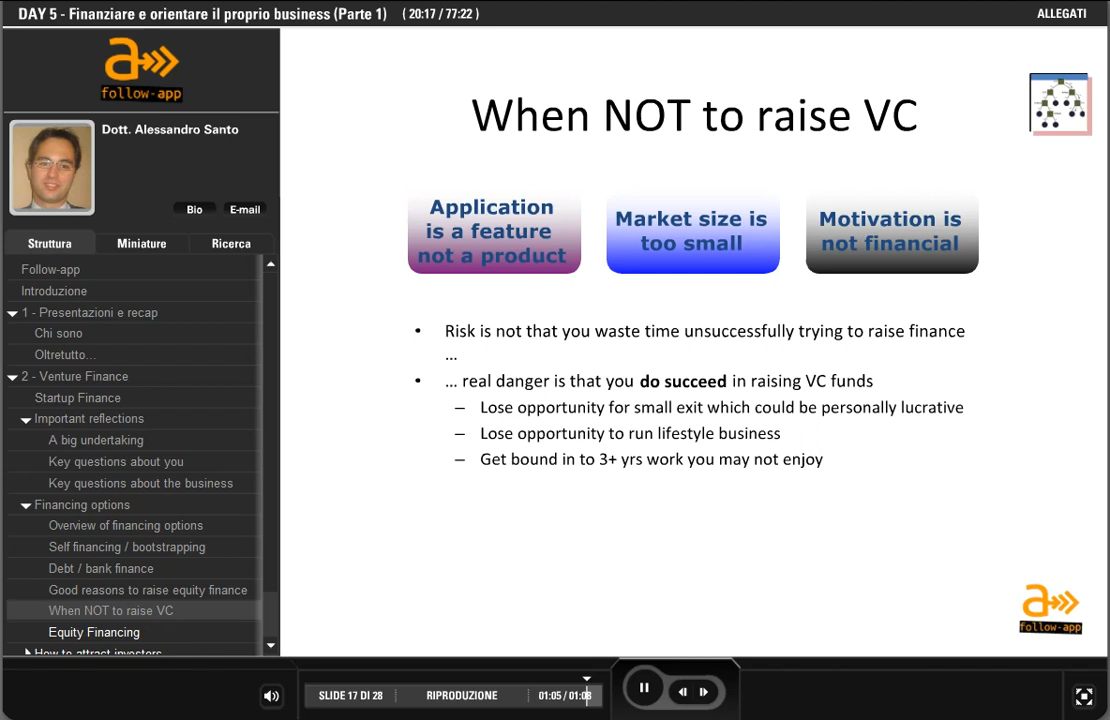 DAY 5 - Finanziare e orientare il proprio business (Parte 1) ( 20:17 / 77:22 )
ALLEGATI
a
follow-app
Dott. Alessandro Santo
Bio
E-mail
Struttura
Miniature
Ricerca
Follow-app
Introduzione
1 - Presentazioni e recap
Chi sono
Oltretutto...
2 - Venture Finance
Startup Finance
Important reflections
A big undertaking
Key questions about you
Key questions about the business
Financing options
Overview of financing options
Self financing / bootstrapping
Debt / bank finance
Good reasons to raise equity finance
When NOT to raise VC
Equity Financing
How to attract investors
When NOT to raise VC
Application
is a feature
not a product
Market size is
too small
Motivation is
not financial
• Risk is not that you waste time unsuccessfully trying to raise finance
...
• ... real danger is that you do succeed in raising VC funds
– Lose opportunity for small exit which could be personally lucrative
– Lose opportunity to run lifestyle business
– Get bound in to 3+ yrs work you may not enjoy
a
follow-app
SLIDE 17 DI 28
RIPRODUZIONE
01:05 / 01:08